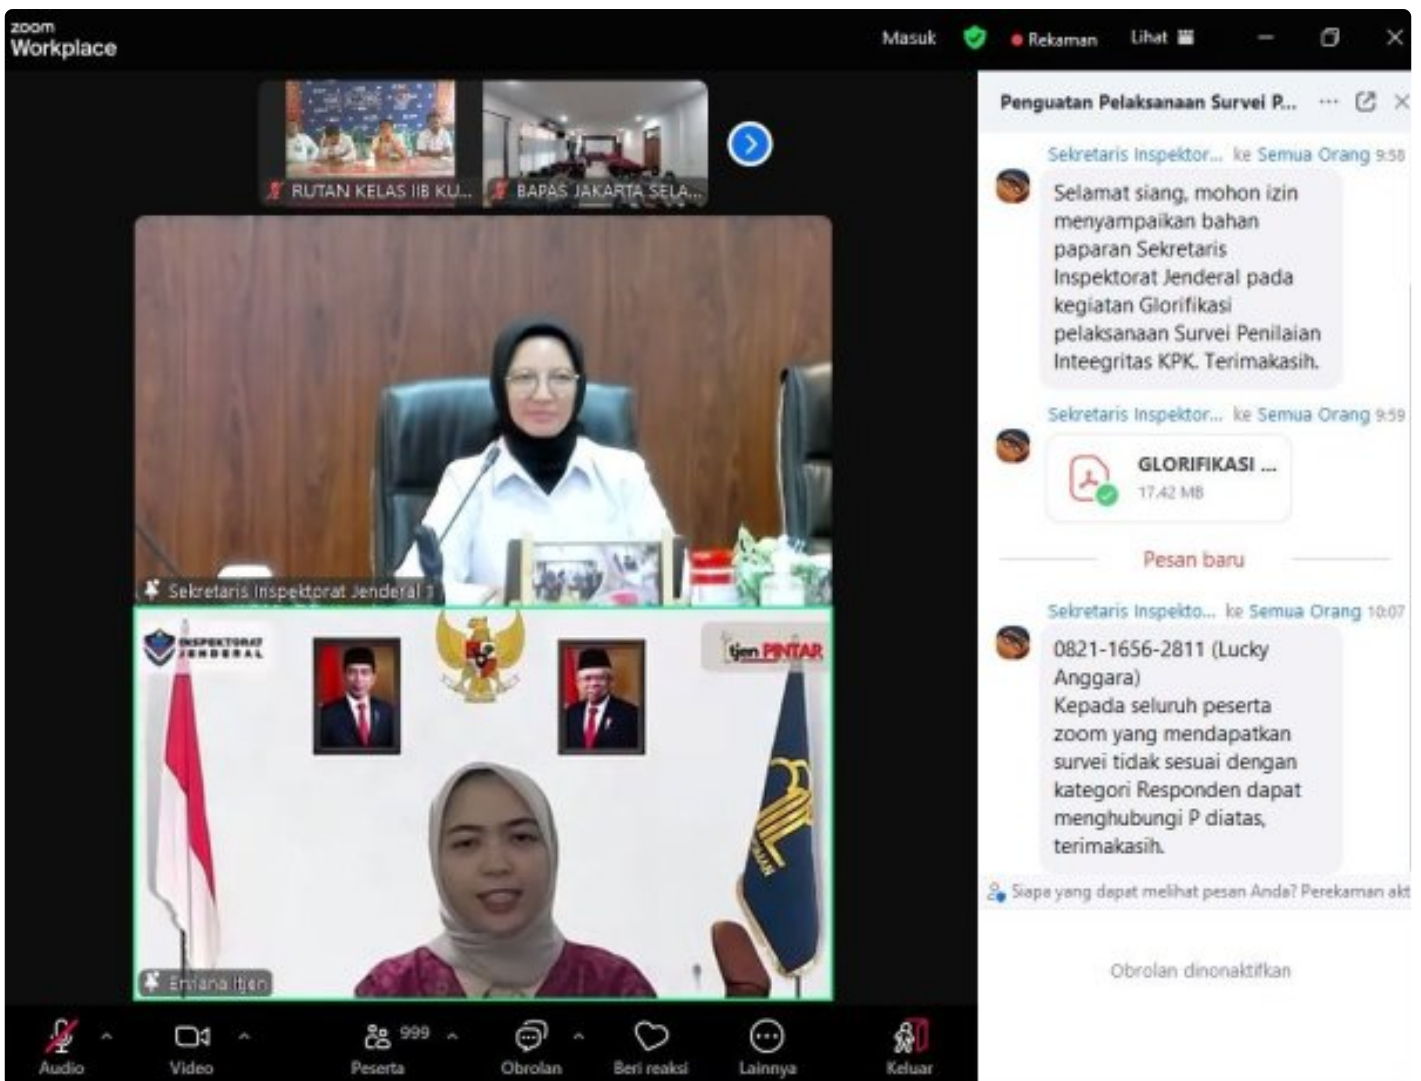 zoom
Workplace
Masuk
Rekaman
Lihat
RUTAN KELAS IIB KU...
BAPAS JAKARTA SELA...
Penguatan Pelaksanaan Survei P...
Sekretaris Inspektor... ke Semua Orang 9:58
Selamat siang, mohon izin
menyampaikan bahan
paparan Sekretaris
Inspektorat Jenderal pada
kegiatan Glorifikasi
pelaksanaan Survei Penilaian
Inteegritas KPK. Terimakasih.
Sekretaris Inspektor... ke Semua Orang 9:59
GLORIFIKASI ...
17.42 MB
Pesan baru
Sekretaris Inspekto... ke Semua Orang 10:07
0821-1656-2811 (Lucky
Anggara)
Kepada seluruh peserta
zoom yang mendapatkan
survei tidak sesuai dengan
kategori Responden dapat
menghubungi P diatas,
terimakasih.
Siapa yang dapat melihat pesan Anda? Perekaman akt
Obrolan dinonaktifkan
Sekretaris Inspektorat Jenderal 1
INSPEKTORAT
JENDERAL
Itjen PINTAR
Itjen
Audio
Video
Peserta
999
Obrolan
Beri reaksi
Lainnya
Keluar